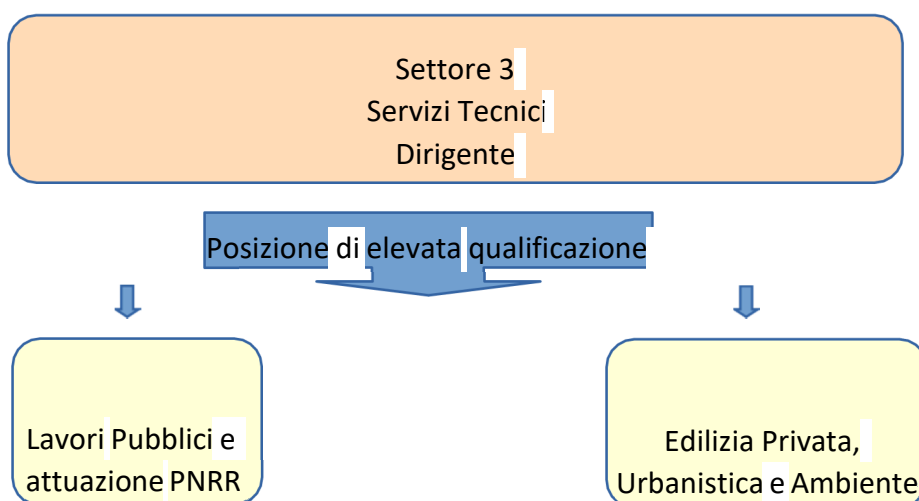 Settore 3
Servizi Tecnici
Dirigente
Posizione di elevata qualificazione
Lavori Pubblici e
attuazione PNRR
Edilizia Privata,
Urbanistica e Ambiente